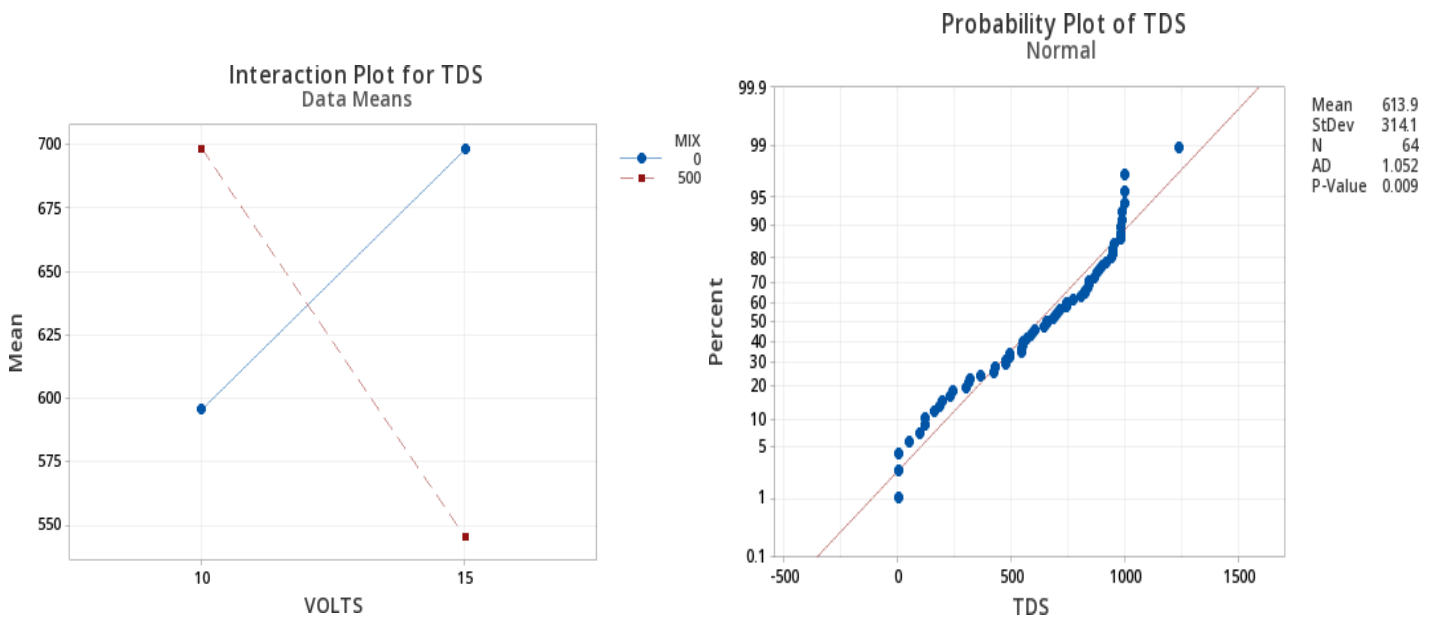 Interaction Plot for TDS
Data Means
700
675
650
625
600
575
550
Mean
10 15
VOLTS
MIX
0
500
Probability Plot of TDS
Normal
99.9
99
95
90
80
70
60
50
40
30
20
10
5
1
0.1
Percent
-500 0 500 1000 1500
TDS
Mean 613.9
StDev 314.1
N 64
AD 1.052
P-Value 0.009